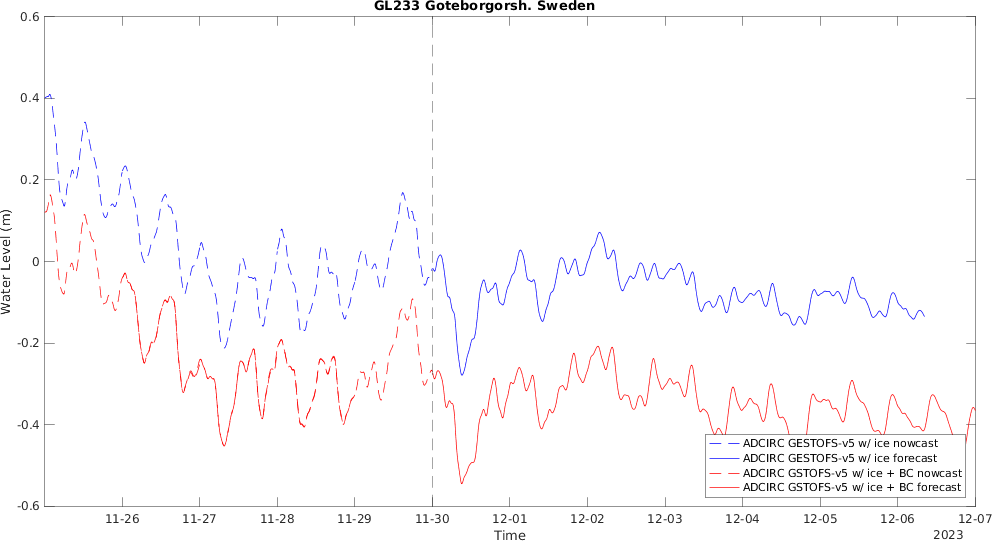 GL233 Goteborgorsh. Sweden
0.6
0.4
0.2
0
-0.2
-0.4
-0.6
Water Level (m)
ADCIRC GESTOFS-v5 w/ ice nowcast
ADCIRC GESTOFS-v5 w/ ice forecast
ADCIRC GSTOFS-v5 w/ ice + BC nowcast
ADCIRC GSTOFS-v5 w/ ice + BC forecast
11-26 11-27 11-28 11-29 11-30 12-01 12-02 12-03 12-04 12-05 12-06 12-07
Time
2023